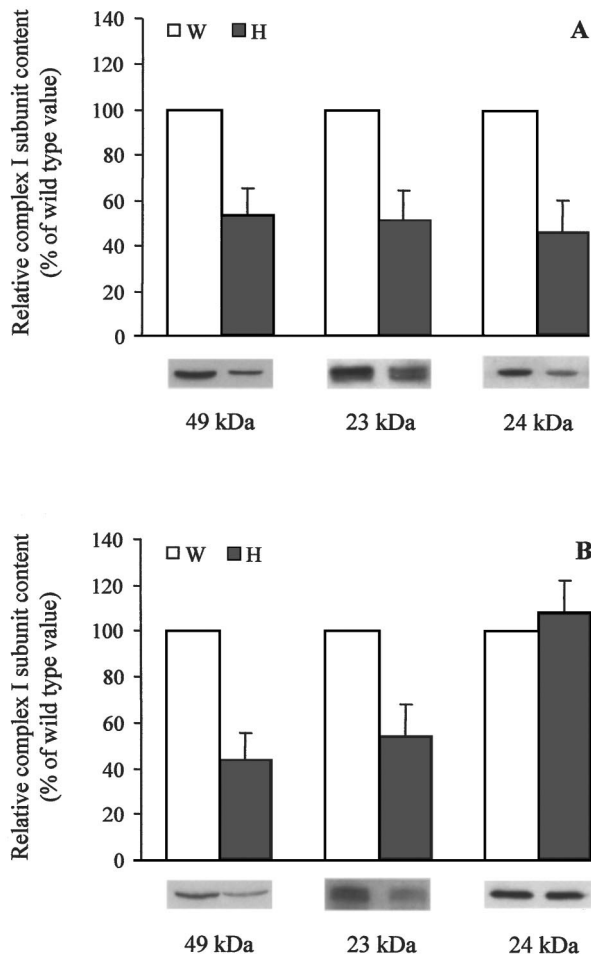 A
W H
Relative complex I subunit content
(% of wild type value)
140
120
100
80
60
40
20
0
49 kDa 23 kDa 24 kDa
B
W H
Relative complex I subunit content
(% of wild type value)
140
120
100
80
60
40
20
0
49 kDa 23 kDa 24 kDa